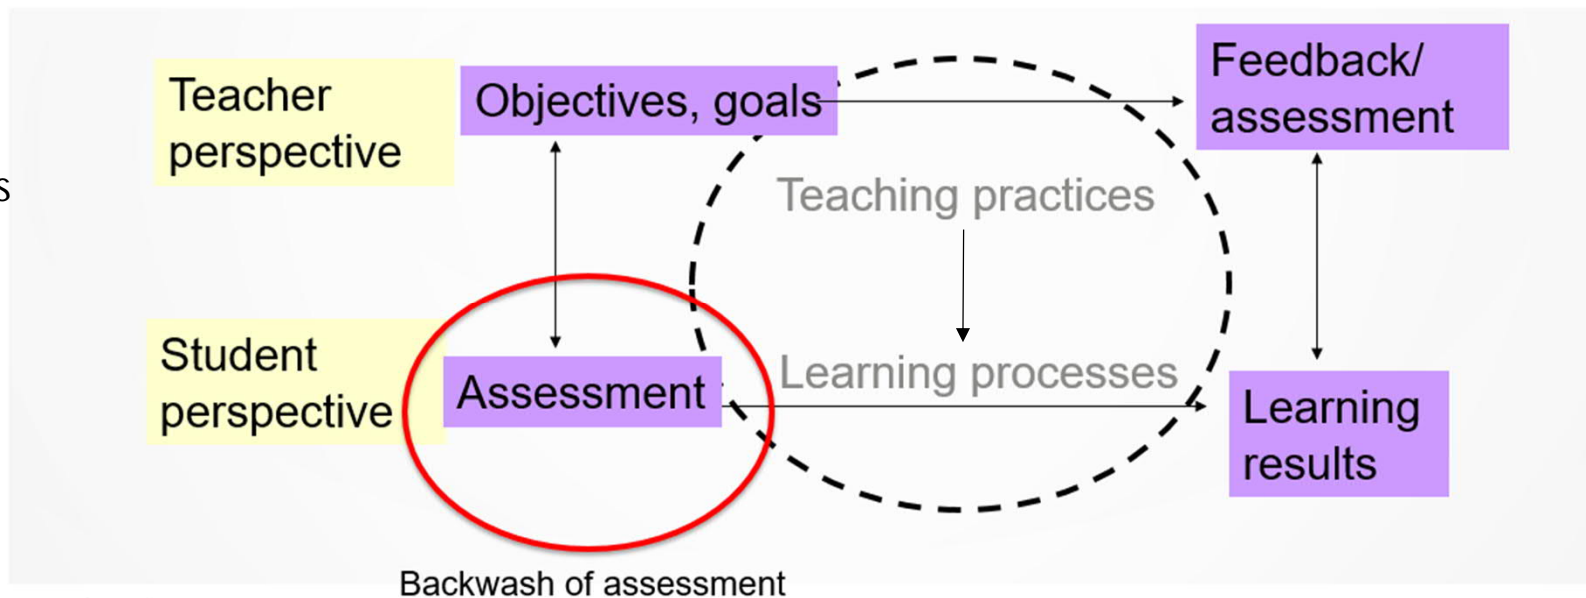 Teacher
perspective
Objectives, goals
Feedback/
assessment
Teaching practices
s
Student
perspective
Assessment
Learning processes
Learning
results
Backwash of assessment